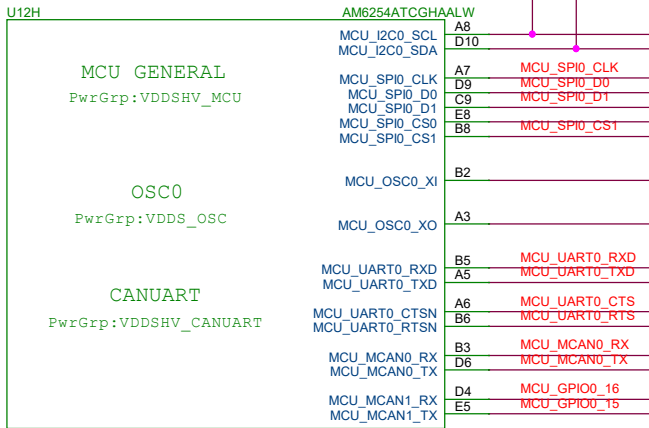 U12H AM6254ATCGHAALW
MCU_I2C0_SCL A8
MCU_I2C0_SDA D10
MCU GENERAL
PwrGrp:VDDSHV_MCU
MCU_SPI0_CLK A7 MCU_SPI0_CLK
MCU_SPI0_D0 D9 MCU_SPI0_D0
MCU_SPI0_D1 C9 MCU_SPI0_D1
MCU_SPI0_CS0 E8
MCU_SPI0_CS1 B8 MCU_SPI0_CS1
OSC0
PwrGrp:VDDS_OSC
MCU_OSC0_XI B2
MCU_OSC0_XO A3
CANUART
PwrGrp:VDDSHV_CANUART
MCU_UART0_RXD B5 MCU_UART0_RXD
MCU_UART0_TXD A5 MCU_UART0_TXD
MCU_UART0_CTSN A6 MCU_UART0_CTS
MCU_UART0_RTSN B6 MCU_UART0_RTS
MCU_MCAN0_RX B3 MCU_MCAN0_RX
MCU_MCAN0_TX D6 MCU_MCAN0_TX
MCU_MCAN1_RX D4 MCU_GPIO0_16
MCU_MCAN1_TX E5 MCU_GPIO0_15